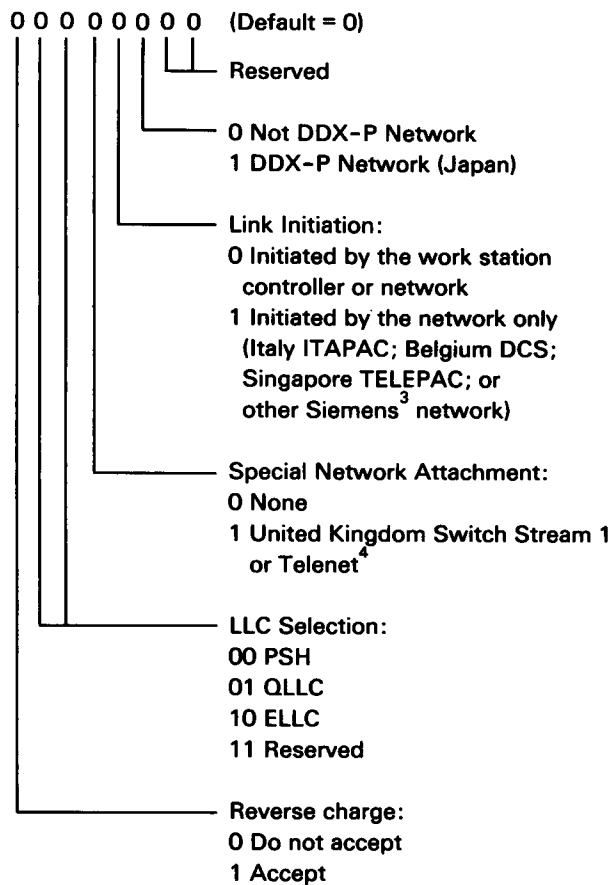 0 0 0 0 0 0 0 0 (Default = 0)
Reserved
0 Not DDX-P Network
1 DDX-P Network (Japan)
Link Initiation:
0 Initiated by the work station
controller or network
1 Initiated by the network only
(Italy ITAPAC; Belgium DCS;
Singapore TELEPAC; or
other Siemens³ network)
Special Network Attachment:
0 None
1 United Kingdom Switch Stream 1
or Telenet⁴
LLC Selection:
00 PSH
01 QLLC
10 ELLC
11 Reserved
Reverse charge:
0 Do not accept
1 Accept